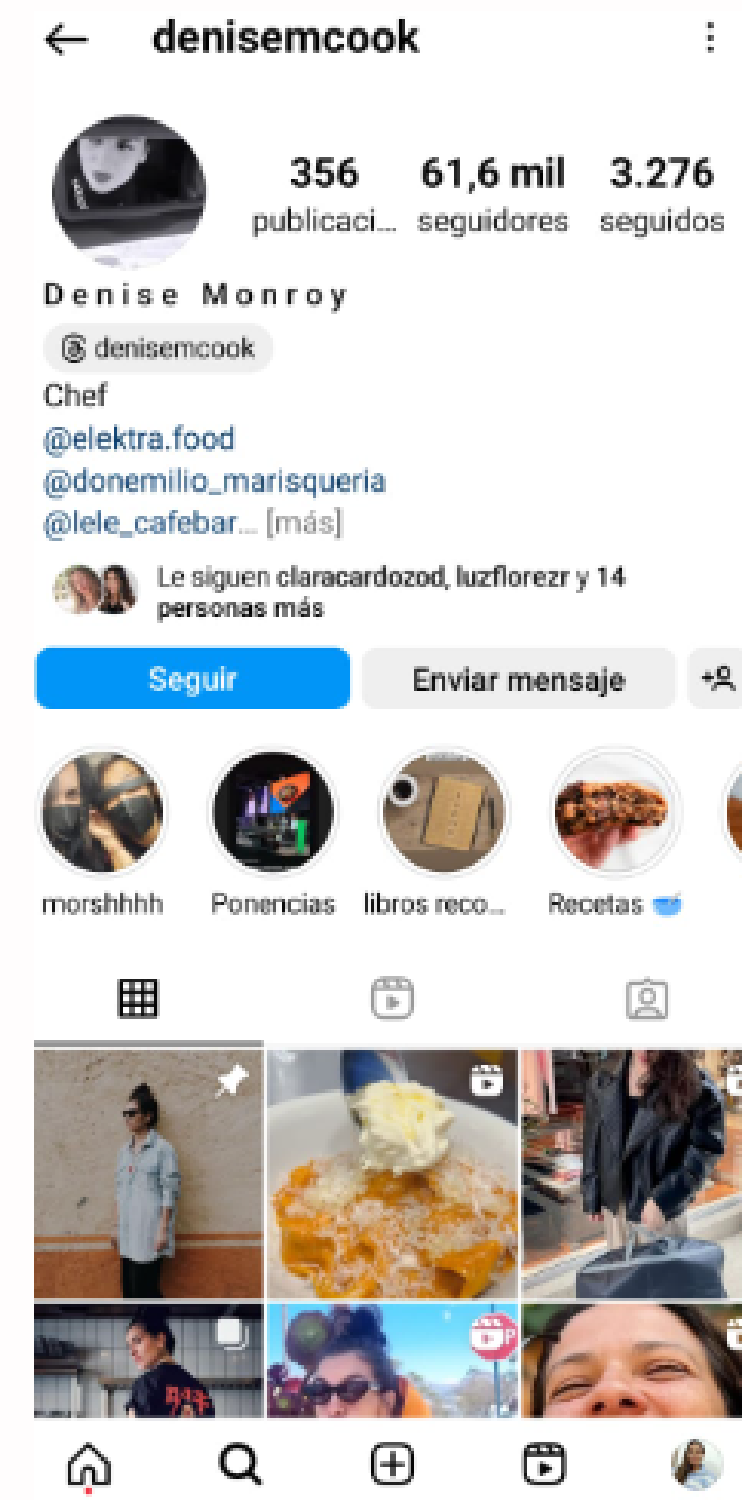 denisemcook
356 61,6 mil 3.276
publicaci... seguidores seguidos
Denise Monroy
denisemcook
Chef
@elektra.food
@donemilio_marisqueria
@lele_cafebar... [más]
Le siguen claracardozod, luzflorezr y 14
personas más
Seguir Enviar mensaje
morshhhh Ponencias libros reco... Recetas